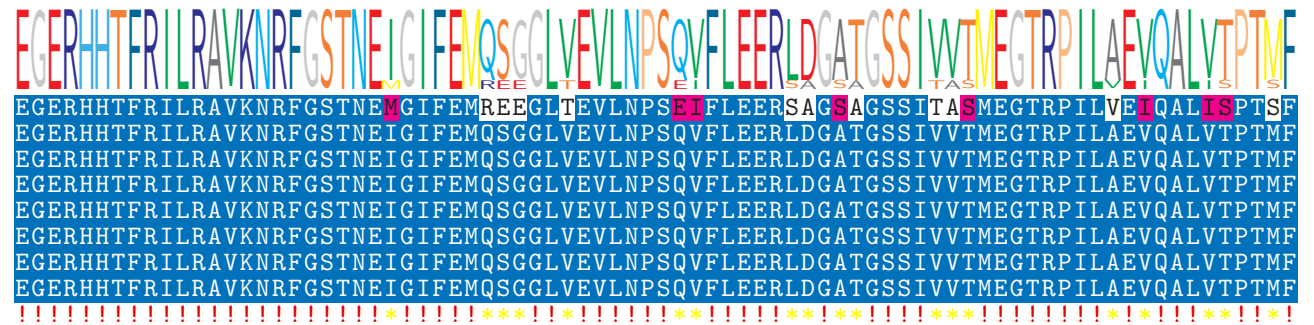 EGERHHTFRILRAVKNRFGSTNEIGIFEMQSGGLVEVLNPSQVFLEERLDGATGSSIVVTMEGTRPILAEVQALVTPTMF
EGERHHTFRILRAVKNRFGSTNEMGIFEMREEGLTEVLNPSEIFLEERSAGSAGSSITASMEGTRPILVEIQALISPTSF
EGERHHTFRILRAVKNRFGSTNEIGIFEMQSGGLVEVLNPSQVFLEERLDGATGSSIVVTMEGTRPILAEVQALVTPTMF
EGERHHTFRILRAVKNRFGSTNEIGIFEMQSGGLVEVLNPSQVFLEERLDGATGSSIVVTMEGTRPILAEVQALVTPTMF
EGERHHTFRILRAVKNRFGSTNEIGIFEMQSGGLVEVLNPSQVFLEERLDGATGSSIVVTMEGTRPILAEVQALVTPTMF
EGERHHTFRILRAVKNRFGSTNEIGIFEMQSGGLVEVLNPSQVFLEERLDGATGSSIVVTMEGTRPILAEVQALVTPTMF
EGERHHTFRILRAVKNRFGSTNEIGIFEMQSGGLVEVLNPSQVFLEERLDGATGSSIVVTMEGTRPILAEVQALVTPTMF
EGERHHTFRILRAVKNRFGSTNEIGIFEMQSGGLVEVLNPSQVFLEERLDGATGSSIVVTMEGTRPILAEVQALVTPTMF
EGERHHTFRILRAVKNRFGSTNEIGIFEMQSGGLVEVLNPSQVFLEERLDGATGSSIVVTMEGTRPILAEVQALVTPTMF
!!!!!!!!!!!!!!!!!!!!!!!*!!!!!***!!*!!!!!!**!!!!!**!**!!!!***!!!!!!!!*!*!!!**!!*!